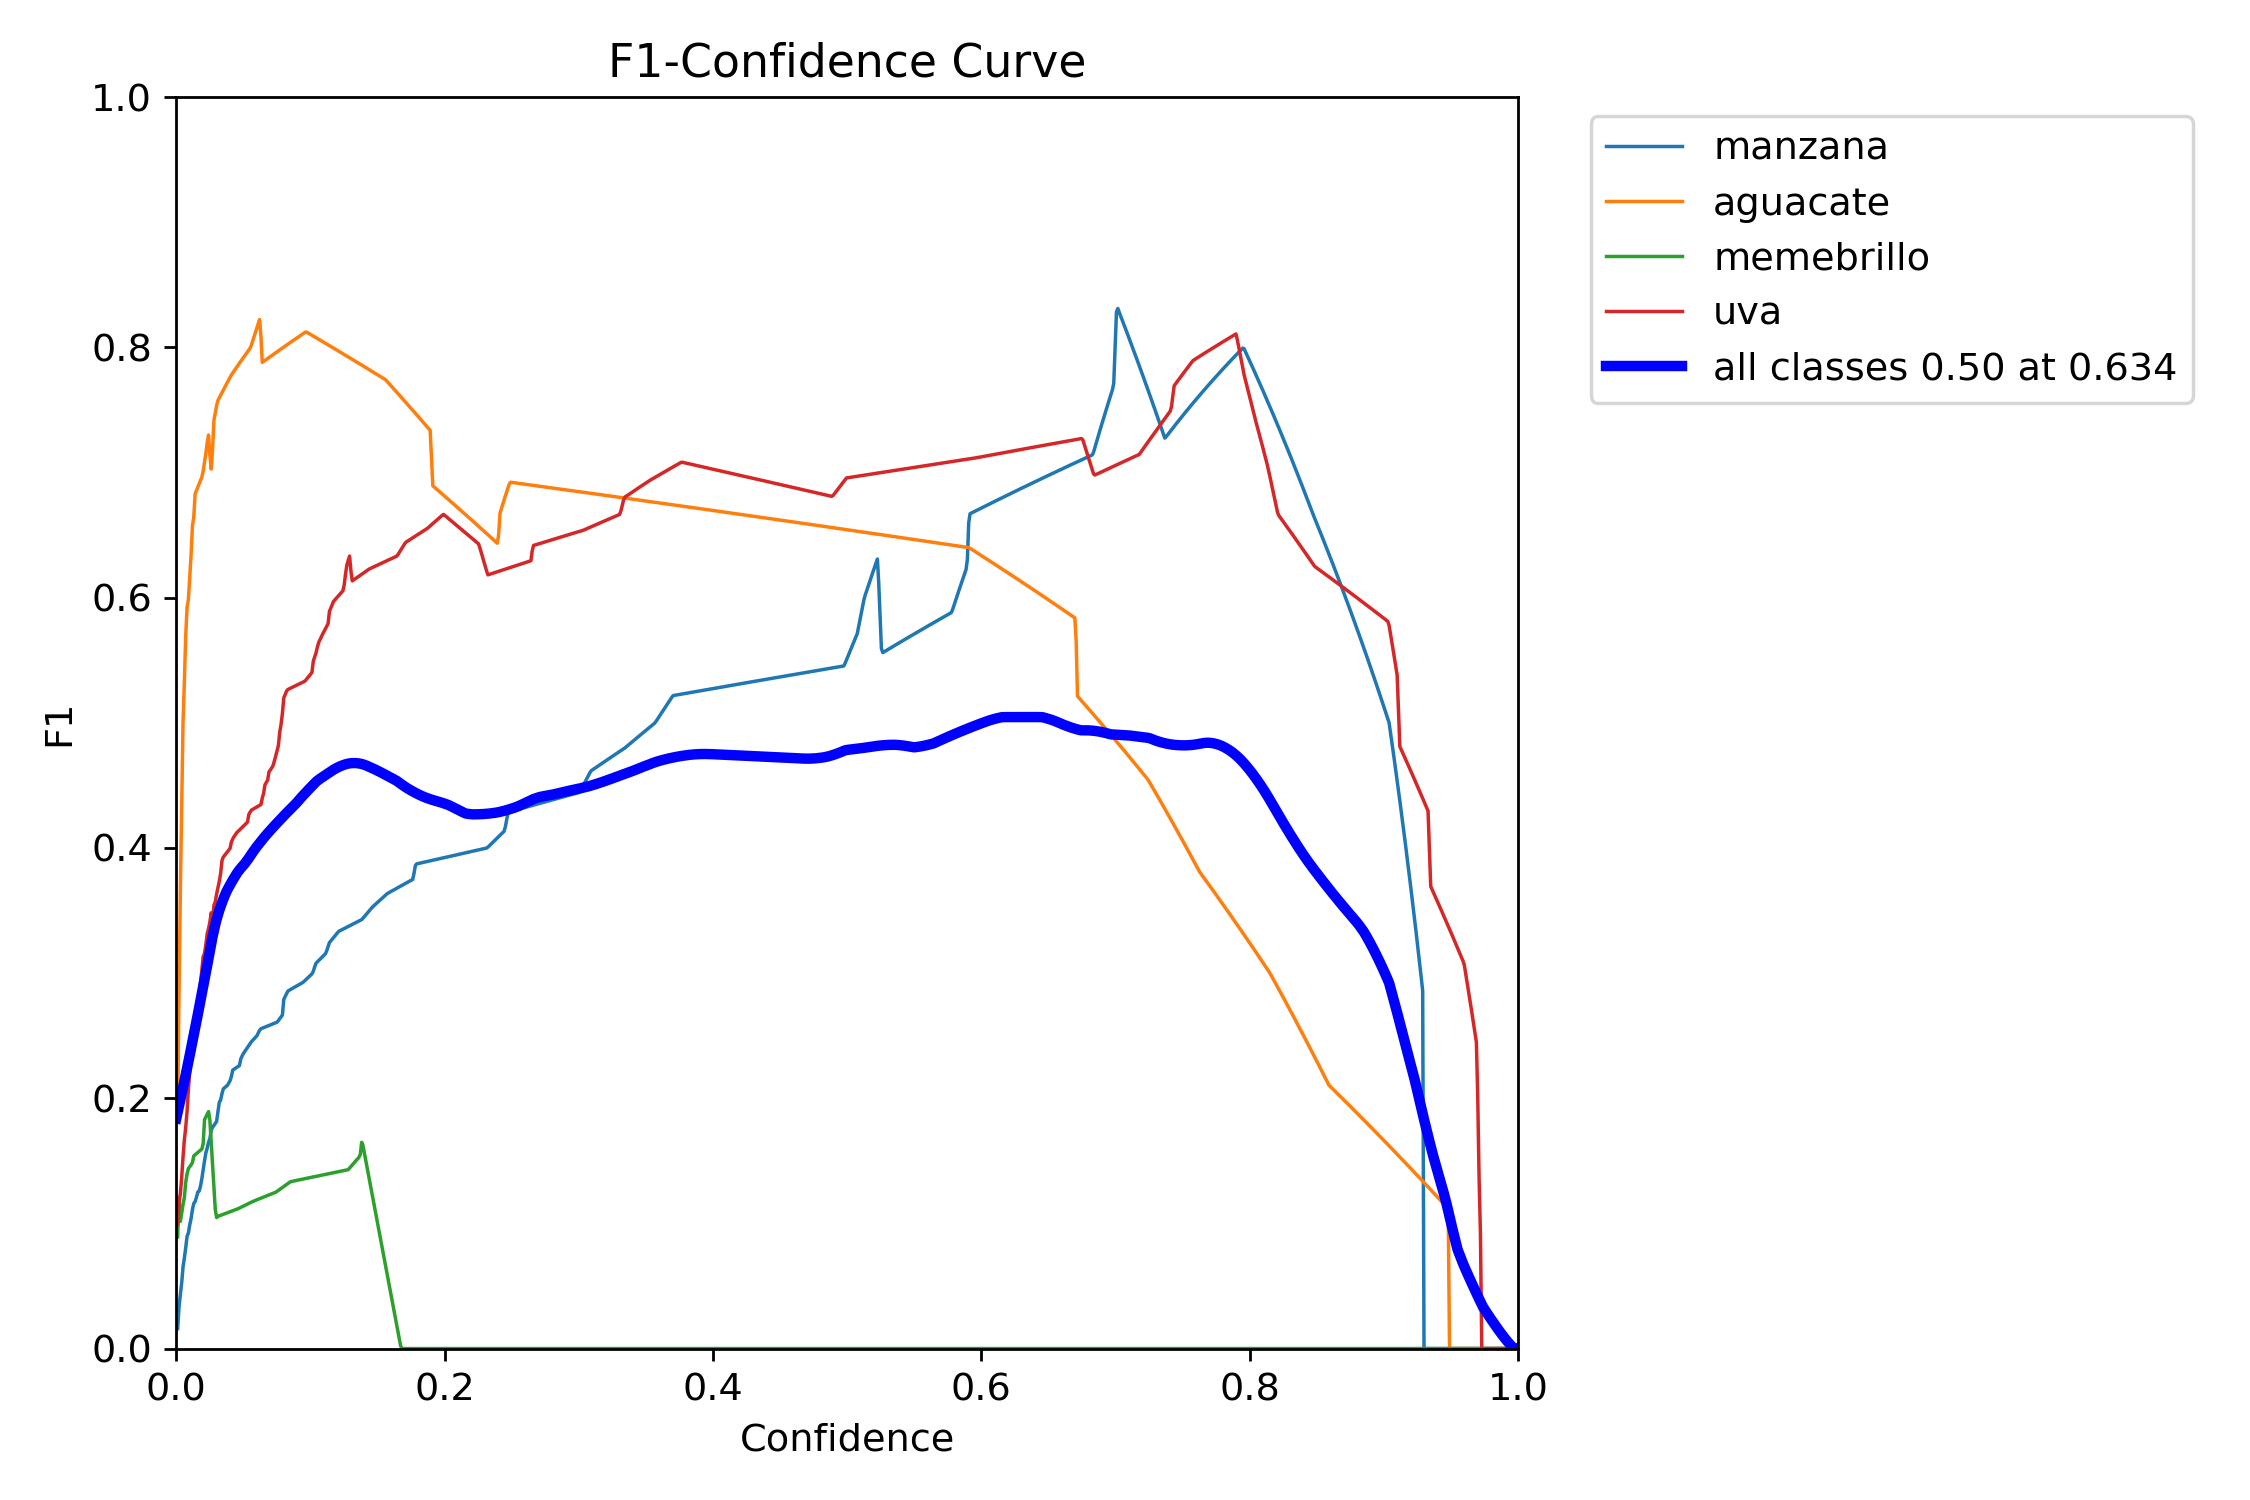 F1-Confidence Curve
1.0
0.8
0.6
0.4
0.2
0.0
F1
0.0 0.2 0.4 0.6 0.8 1.0
Confidence
manzana
aguacate
memebrillo
uva
all classes 0.50 at 0.634